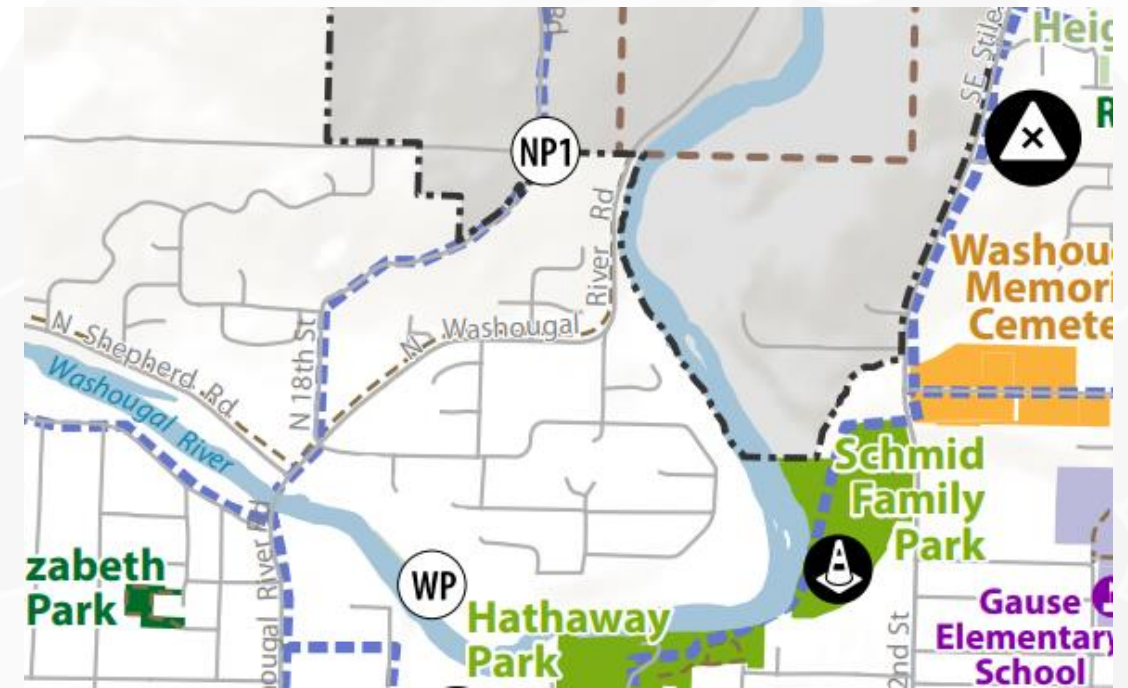 SE Stile
Heig
R
NP1
River Rd
Washou
Memori
Cemete
N Washougal
N Shepherd Rd
N 18th St
Washougal River
Schmid
Family
Park
zabeth
Park
ougal River Rd
WP
Hathaway
Park
2nd St
Gause
Elementary
School